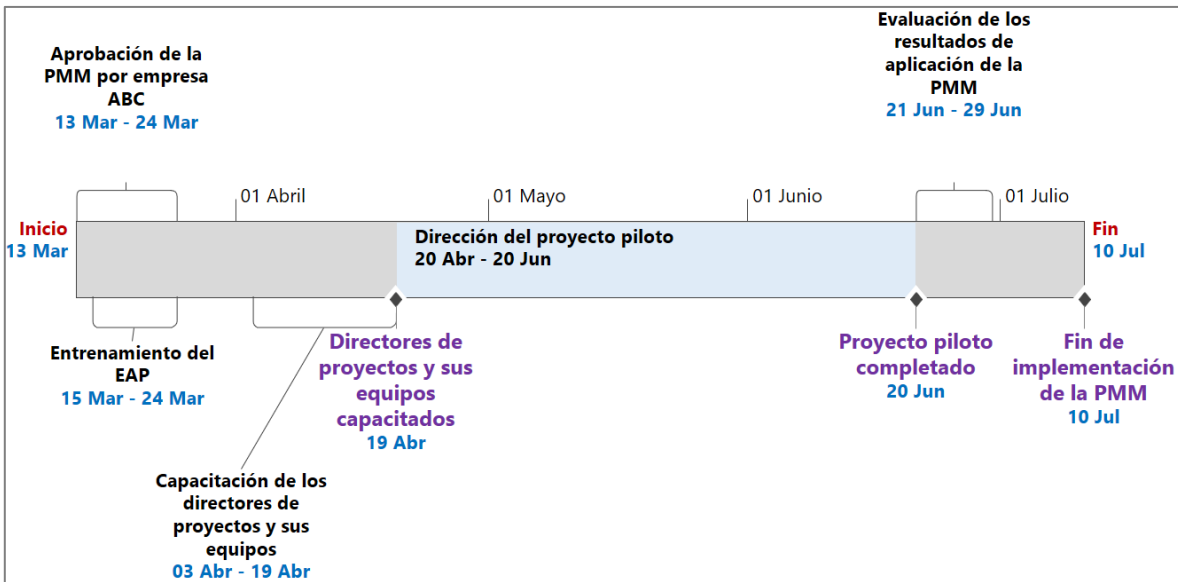 Aprobación de la
PMM por empresa
ABC
13 Mar - 24 Mar
Evaluación de los
resultados de
aplicación de la
PMM
21 Jun - 29 Jun
01 Abril
01 Mayo
01 Junio
01 Julio
Inicio
13 Mar
Dirección del proyecto piloto
20 Abr - 20 Jun
Fin
10 Jul
Entrenamiento del
EAP
15 Mar - 24 Mar
Directores de
proyectos y sus
equipos
capacitados
19 Abr
Proyecto piloto
completado
20 Jun
Fin de
implementación
de la PMM
10 Jul
Capacitación de los
directores de
proyectos y sus
equipos
03 Abr - 19 Abr